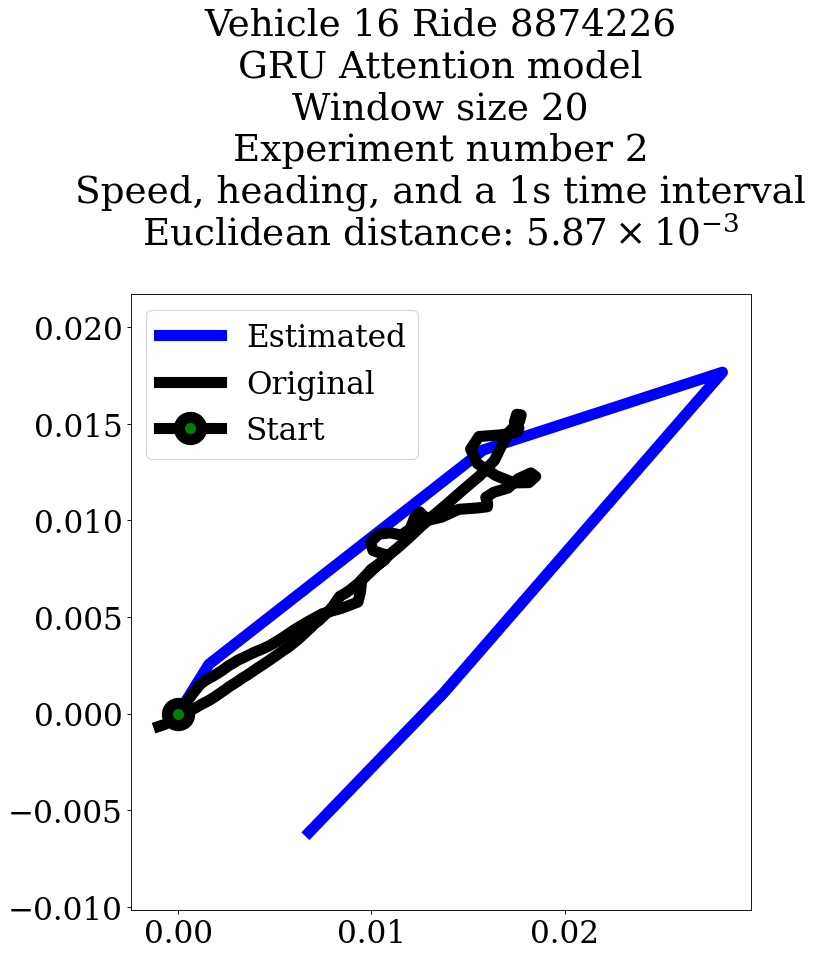 Vehicle 16 Ride 8874226
GRU Attention model
Window size 20
Experiment number 2
Speed, heading, and a 1s time interval
Euclidean distance: 5.87 × 10⁻³
Estimated
Original
Start
0.020
0.015
0.010
0.005
0.000
−0.005
−0.010
0.00 0.01 0.02